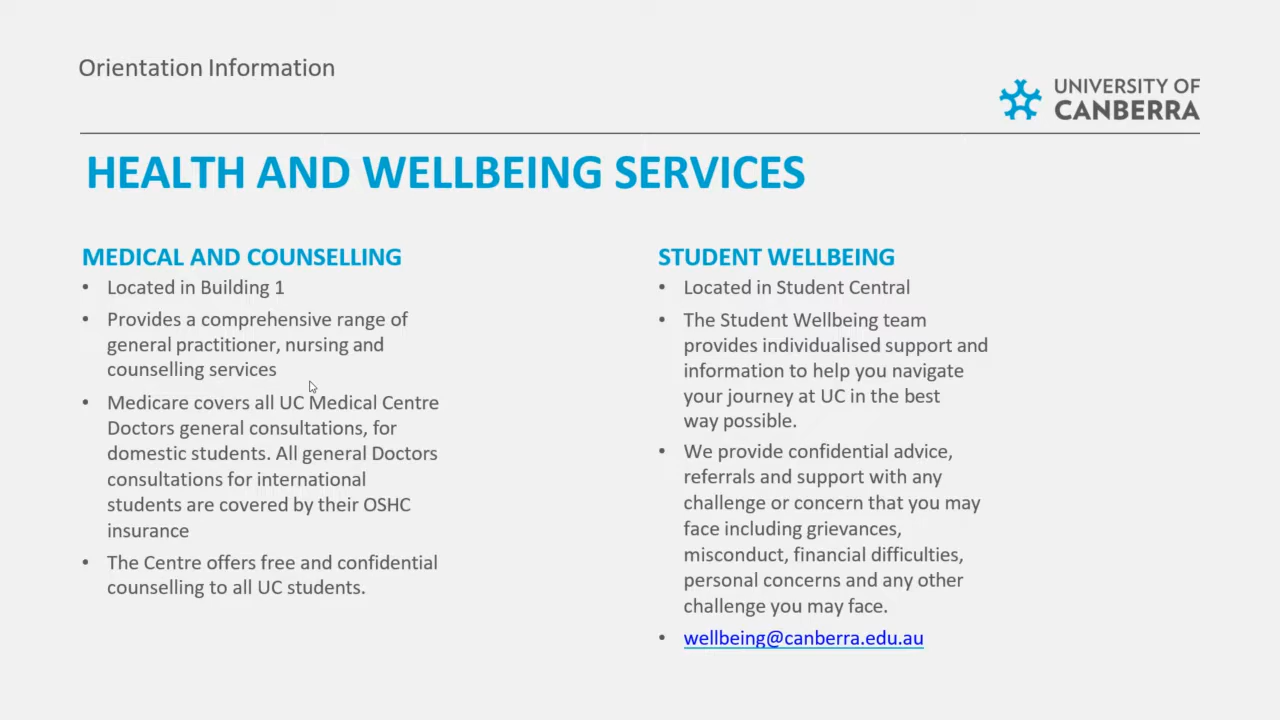 Orientation Information
UNIVERSITY OF
CANBERRA
HEALTH AND WELLBEING SERVICES
MEDICAL AND COUNSELLING
• Located in Building 1
• Provides a comprehensive range of
general practitioner, nursing and
counselling services
• Medicare covers all UC Medical Centre
Doctors general consultations, for
domestic students. All general Doctors
consultations for international
students are covered by their OSHC
insurance
• The Centre offers free and confidential
counselling to all UC students.
STUDENT WELLBEING
• Located in Student Central
• The Student Wellbeing team
provides individualised support and
information to help you navigate
your journey at UC in the best
way possible.
• We provide confidential advice,
referrals and support with any
challenge or concern that you may
face including grievances,
misconduct, financial difficulties,
personal concerns and any other
challenge you may face.
• wellbeing@canberra.edu.au